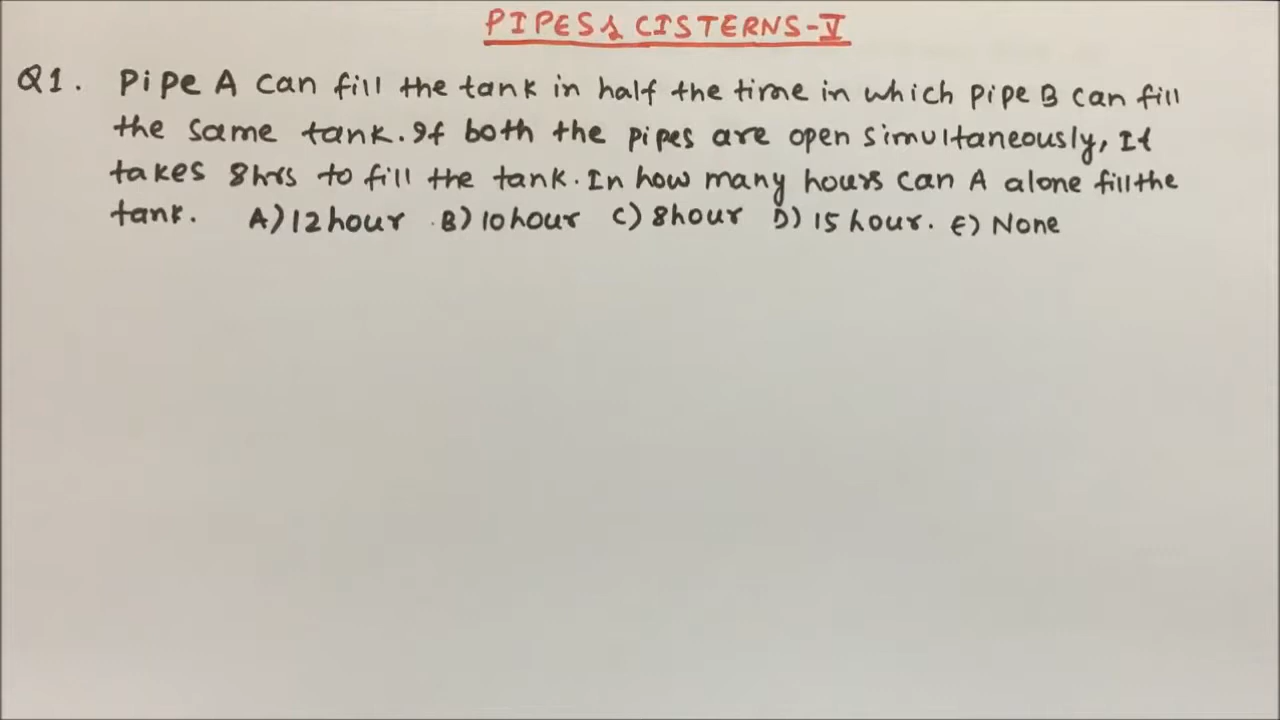 PIPES & CISTERNS-V
Q1. Pipe A can fill the tank in half the time in which pipe B can fill
the same tank. If both the pipes are open simultaneously, It
takes 8hrs to fill the tank. In how many hours can A alone fill the
tank. A) 12 hour B) 10 hour C) 8 hour D) 15 hour. E) None